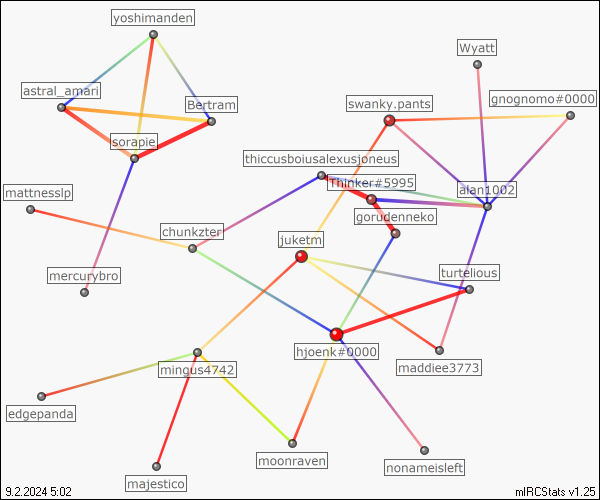 yoshimanden
Wyatt
astral_amari
Bertram
swanky.pants
gnognomo#0000
sorapie
thiccusboiusalexusjoneus
Thinker#5995
alan1002
mattnesslp
gorudenneko
chunkzter
juketm
mercurybro
turtelious
hjoenk#0000
mingus4742
maddiee3773
edgepanda
moonraven
nonameisleft
majestico
9.2.2024 5:02
mIRCStats v1.25